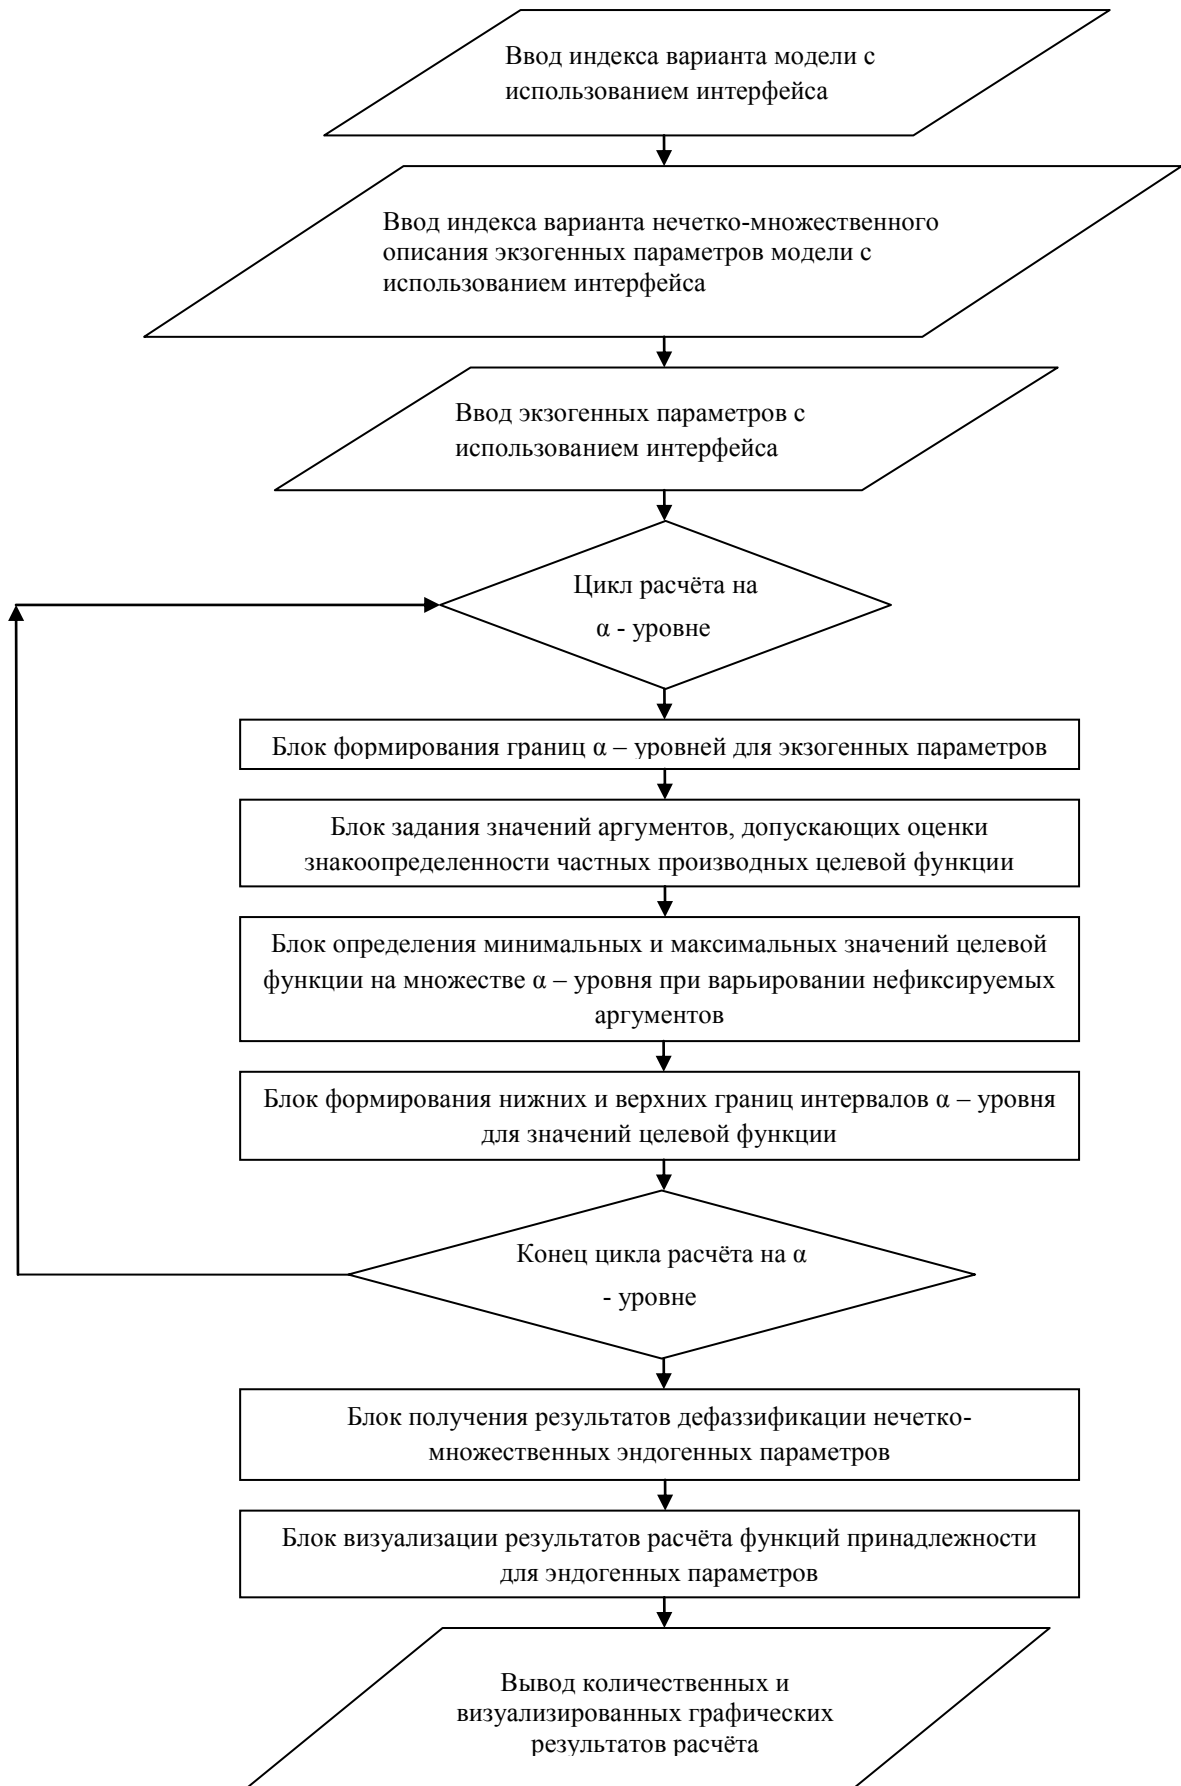 Ввод индекса варианта модели с
использованием интерфейса
Ввод индекса варианта нечетко-множественного
описания экзогенных параметров модели с
использованием интерфейса
Ввод экзогенных параметров с
использованием интерфейса
Цикл расчёта на
α - уровне
Блок формирования границ α – уровней для экзогенных параметров
Блок задания значений аргументов, допускающих оценки
знакоопределенности частных производных целевой функции
Блок определения минимальных и максимальных значений целевой
функции на множестве α – уровня при варьировании нефиксируемых
аргументов
Блок формирования нижних и верхних границ интервалов α – уровня
для значений целевой функции
Конец цикла расчёта на α
- уровне
Блок получения результатов дефаззификации нечетко-
множественных эндогенных параметров
Блок визуализации результатов расчёта функций принадлежности
для эндогенных параметров
Вывод количественных и
визуализированных графических
результатов расчёта